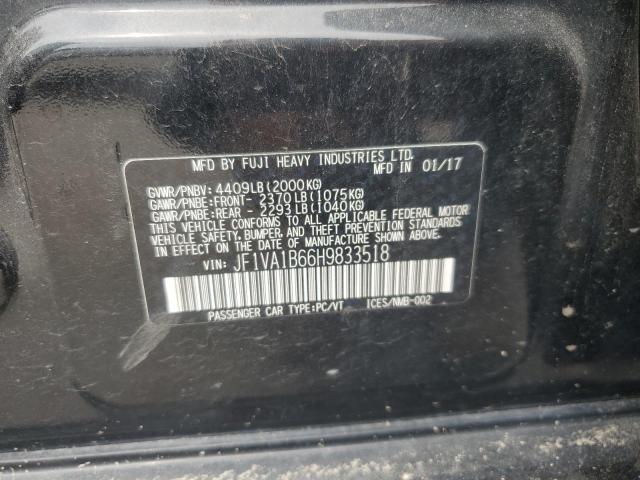 MFD BY FUJI HEAVY INDUSTRIES LTD.
MFD IN 01/17
GVWR/PNBV: 4409LB(2000KG)
GAWR/PNBE:FRONT- 2370LB(1075KG)
GAWR/PNBE:REAR - 2293LB(1040KG)
THIS VEHICLE CONFORMS TO ALL APPLICABLE FEDERAL MOTOR
VEHICLE SAFETY, BUMPER, AND THEFT PREVENTION STANDARDS
IN EFFECT ON THE DATE OF MANUFACTURE SHOWN ABOVE.
VIN: JF1VA1B66H9833518
PASSENGER CAR TYPE:PC/VT ICES/NMB-002